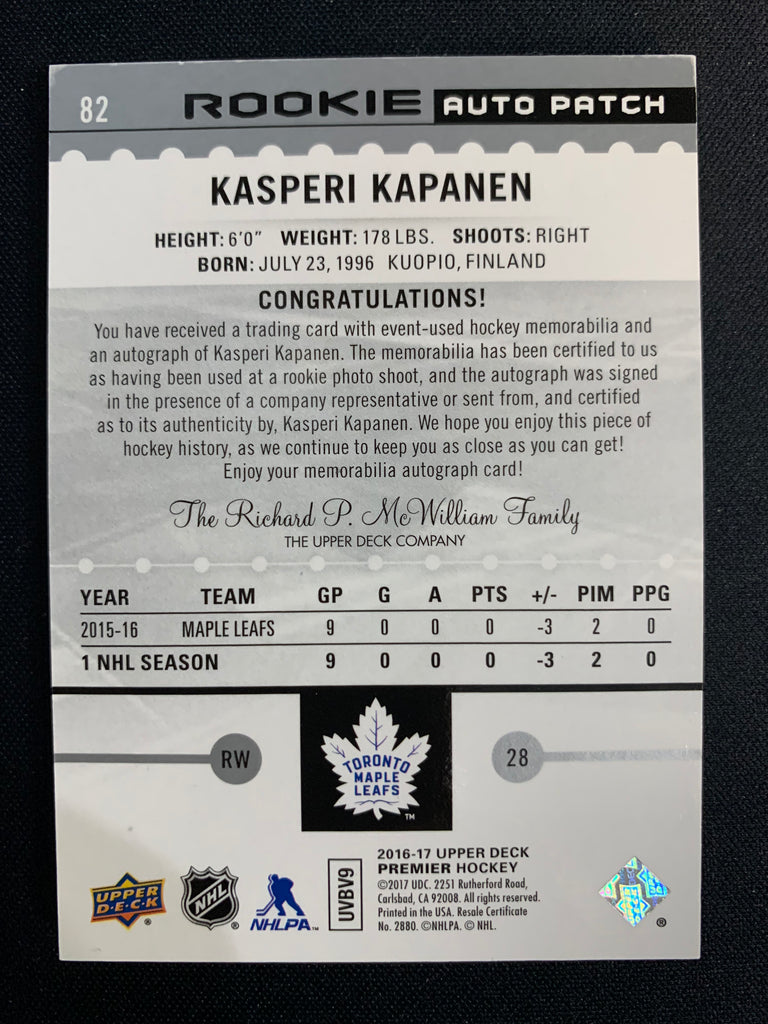 82 ROOKIE AUTO PATCH
KASPERI KAPANEN
HEIGHT: 6'0" WEIGHT: 178 LBS. SHOOTS: RIGHT
BORN: JULY 23, 1996 KUOPIO, FINLAND
CONGRATULATIONS!
You have received a trading card with event-used hockey memorabilia and
an autograph of Kasperi Kapanen. The memorabilia has been certified to us
as having been used at a rookie photo shoot, and the autograph was signed
in the presence of a company representative or sent from, and certified
as to its authenticity by, Kasperi Kapanen. We hope you enjoy this piece of
hockey history, as we continue to keep you as close as you can get!
Enjoy your memorabilia autograph card!
The Richard P. McWilliam Family
THE UPPER DECK COMPANY
YEAR TEAM GP G A PTS +/- PIM PPG
2015-16 MAPLE LEAFS 9 0 0 0 -3 2 0
1 NHL SEASON 9 0 0 0 -3 2 0
RW
TORONTO
MAPLE
LEAFS
TM
28
UPPER
D·E·C·K
®
NHL
®
NHLPA
TM
UVBV9
2016-17 UPPER DECK
PREMIER HOCKEY
©2017 UDC. 2251 Rutherford Road,
Carlsbad, CA 92008. All rights reserved.
Printed in the USA. Resale Certificate
No. 2880. ©NHLPA. © NHL.
®